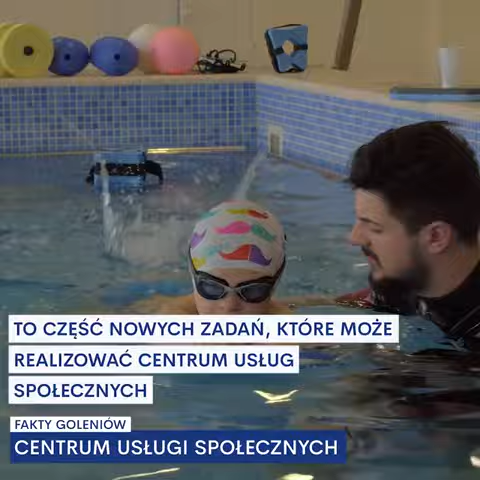 TO CZĘŚĆ NOWYCH ZADAŃ, KTÓRE MOŻE
REALIZOWAĆ CENTRUM USŁUG
SPOŁECZNYCH
FAKTY GOLENIÓW
CENTRUM USŁUGI SPOŁECZNYCH